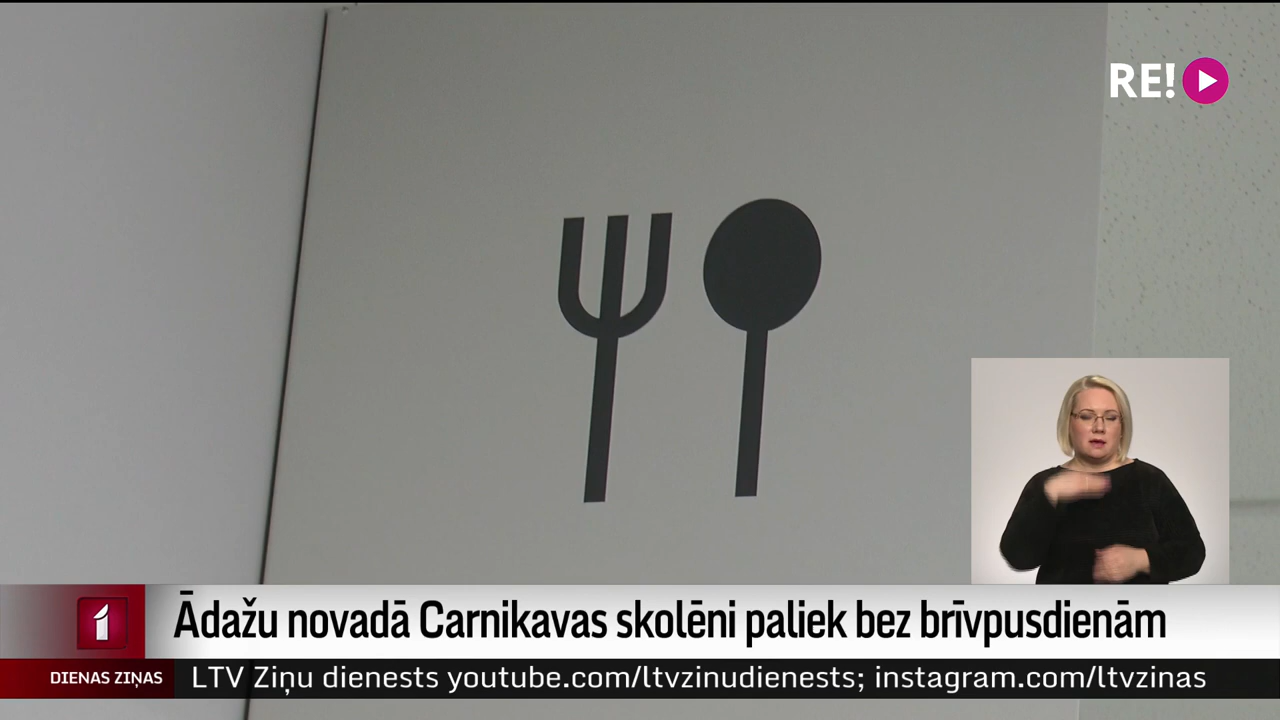 RE!
1
Ādažu novadā Carnikavas skolēni paliek bez brīvpusdienām
DIENAS ZIŅAS
LTV Ziņu dienests youtube.com/ltvzinudienests; instagram.com/ltvzinas